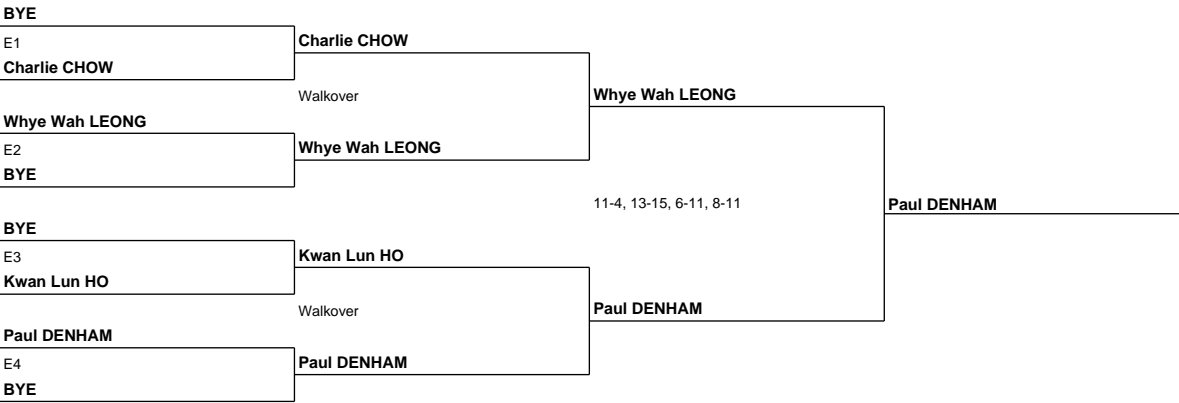 BYE
E1
Charlie CHOW
Charlie CHOW
Walkover
Whye Wah LEONG
Whye Wah LEONG
E2
BYE
Whye Wah LEONG
11-4, 13-15, 6-11, 8-11
Paul DENHAM
BYE
E3
Kwan Lun HO
Kwan Lun HO
Walkover
Paul DENHAM
Paul DENHAM
E4
BYE
Paul DENHAM